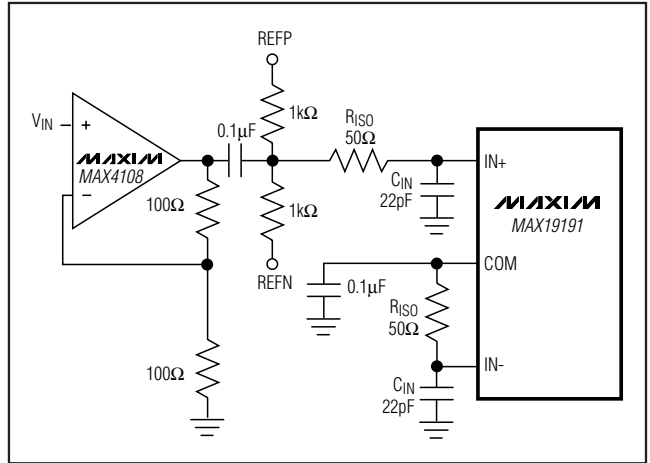 REFP
VIN
+
MAXIM
MAX4108
−
0.1µF
1kΩ
RISO
50Ω
100Ω
1kΩ
REFN
CIN
22pF
IN+
MAXIM
MAX19191
COM
0.1µF
RISO
50Ω
IN-
100Ω
CIN
22pF